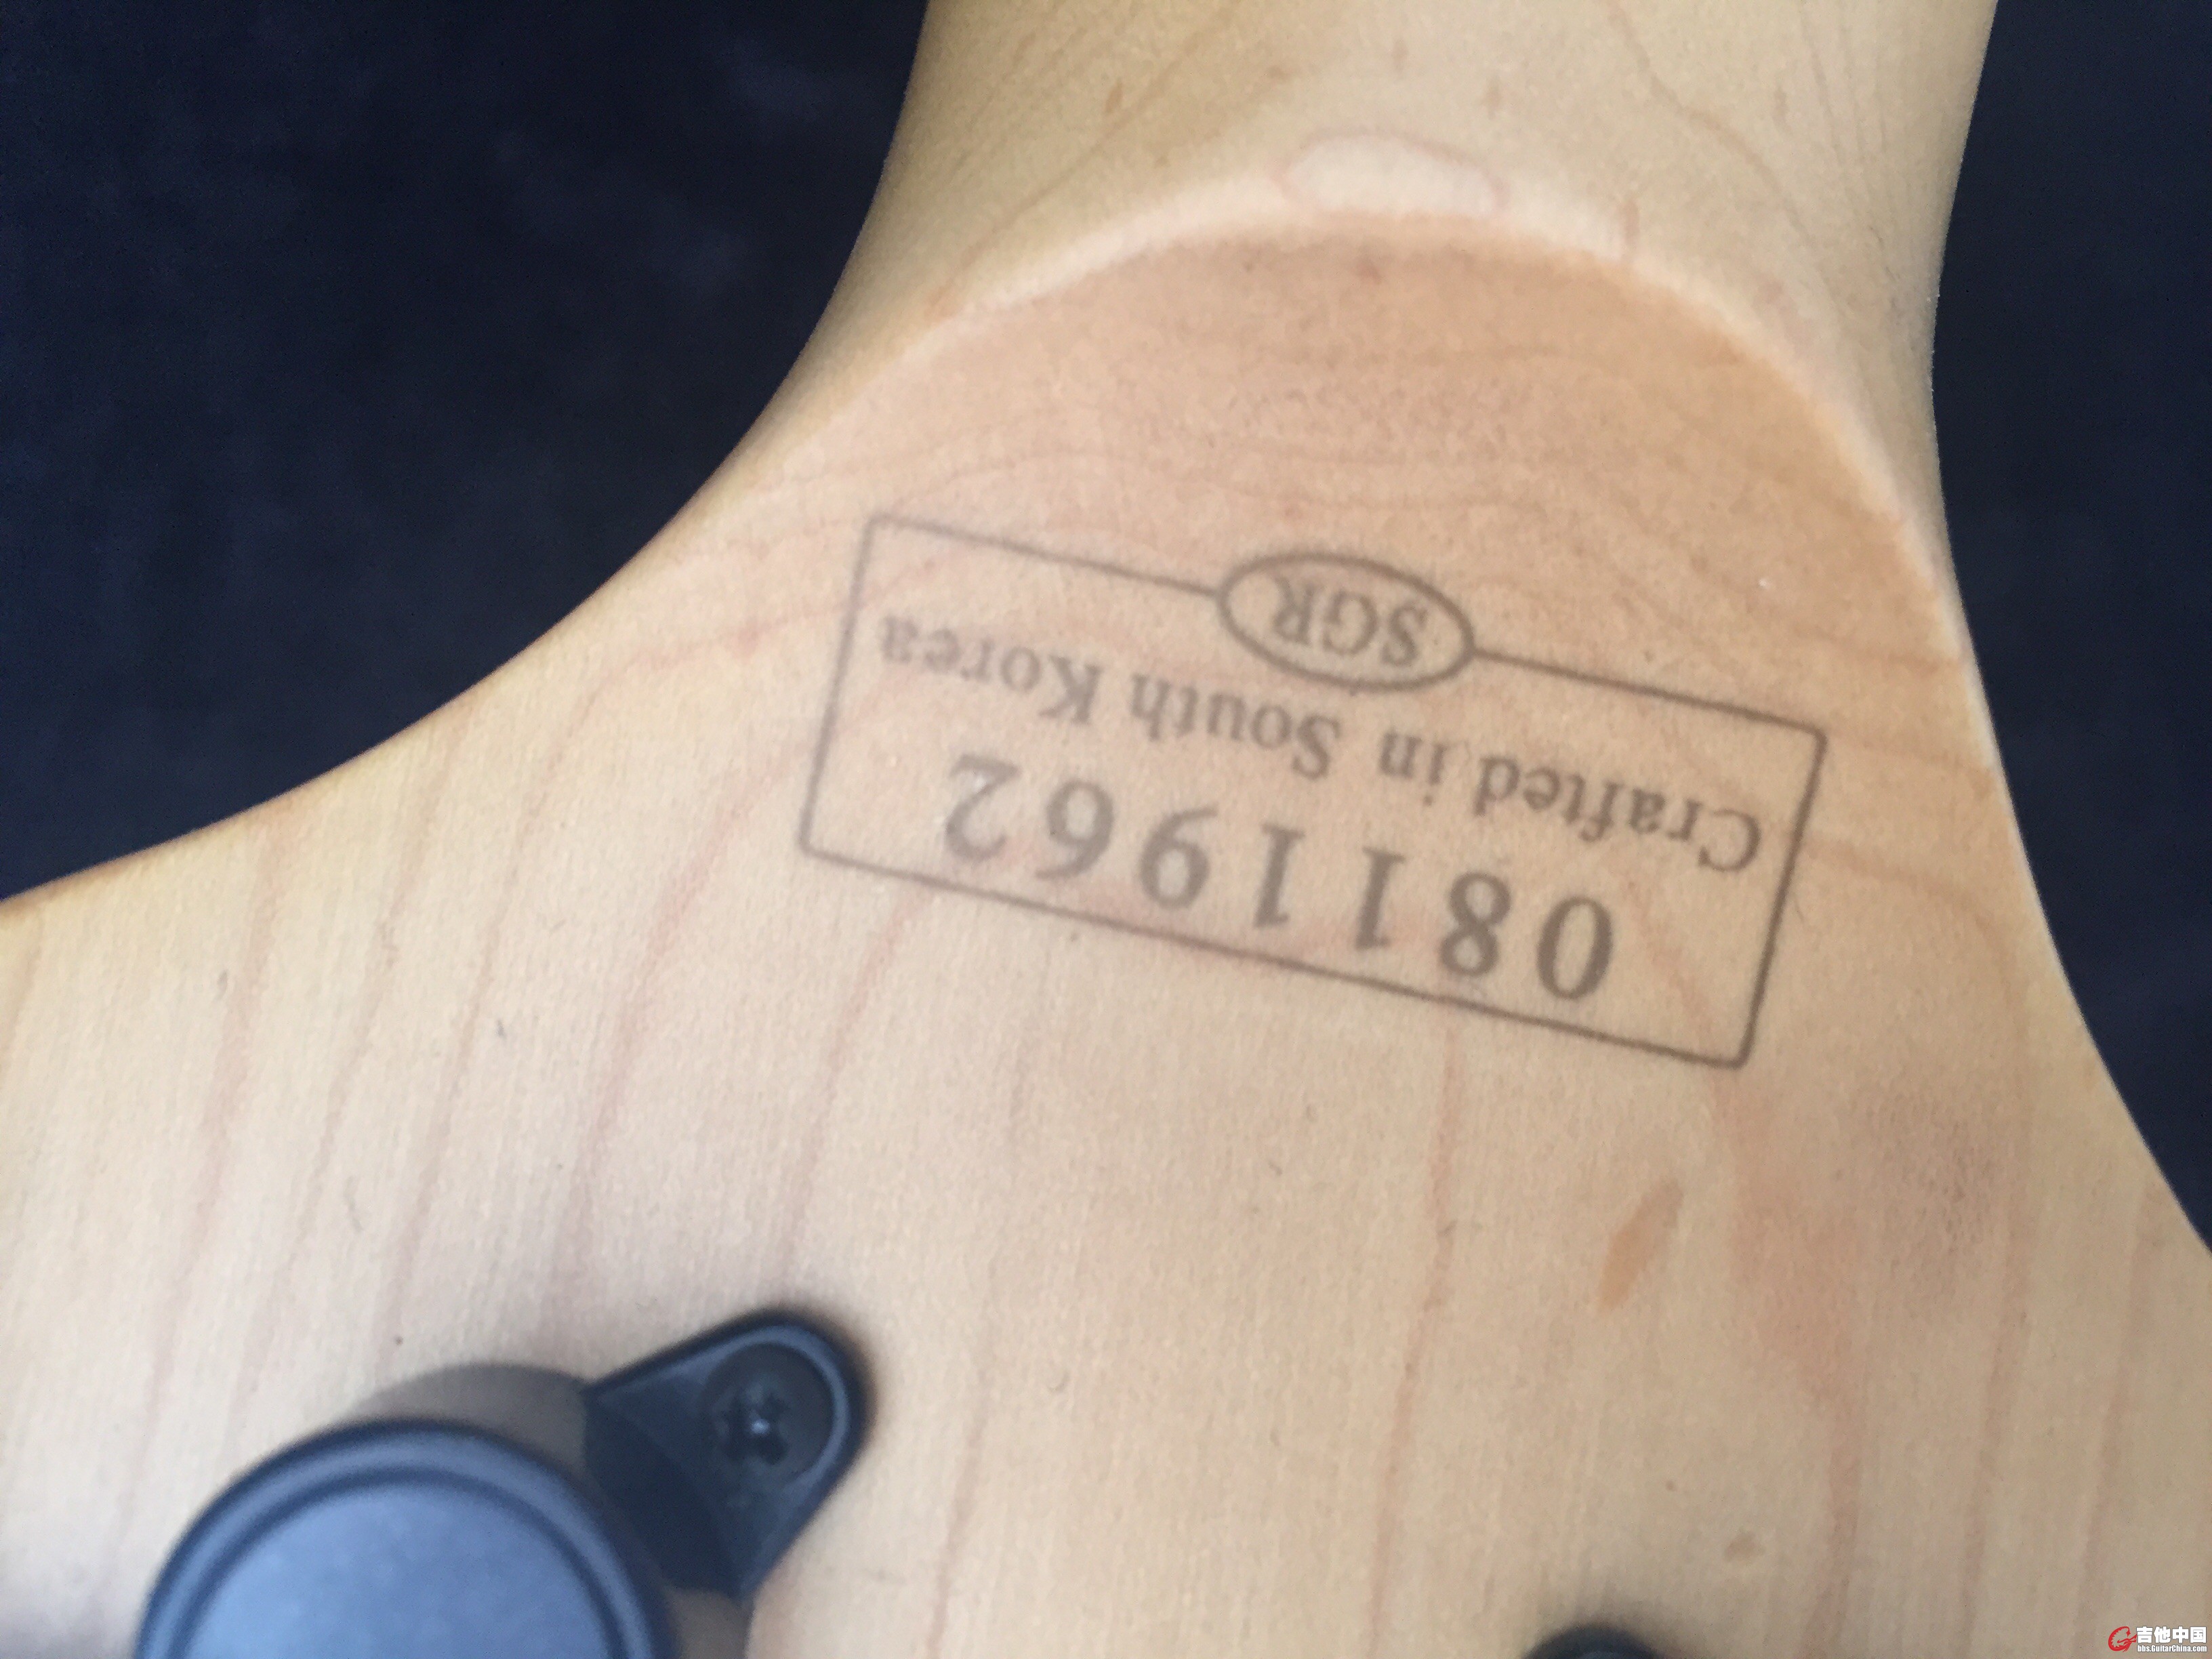 0811962
Crafted in South Korea
SGR
吉他中国
bbs.GuitarChina.com